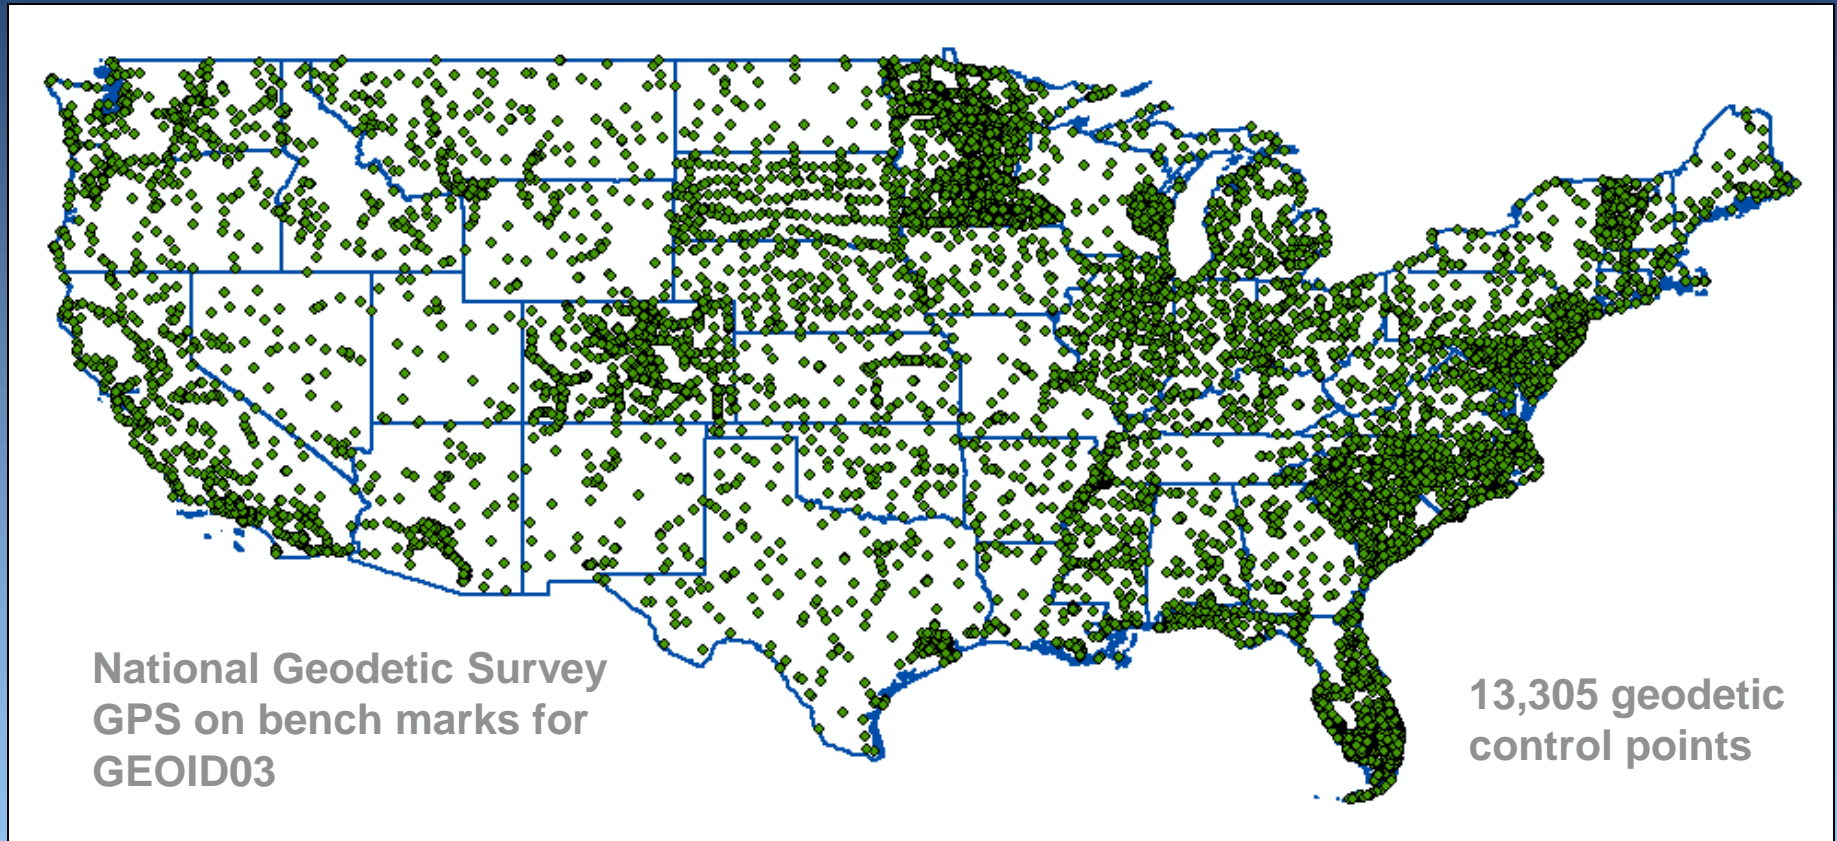 National Geodetic Survey
GPS on bench marks for
GEOID03
13,305 geodetic
control points